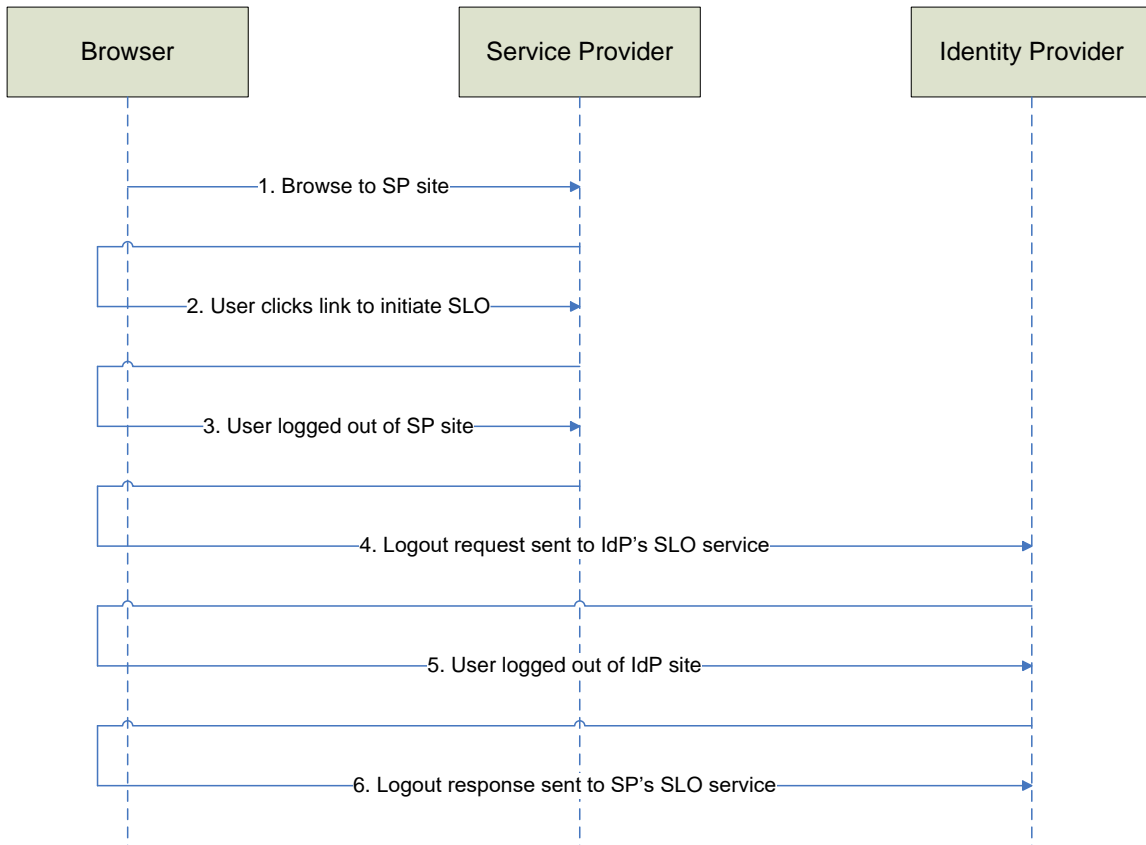 Browser
Service Provider
Identity Provider
1. Browse to SP site
2. User clicks link to initiate SLO
3. User logged out of SP site
4. Logout request sent to IdP’s SLO service
5. User logged out of IdP site
6. Logout response sent to SP’s SLO service